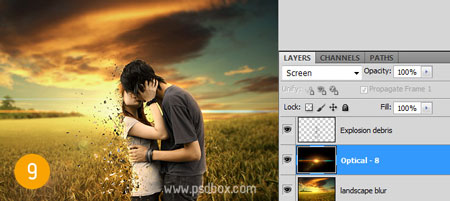 9
www.psdbox.com
LAYERS CHANNELS PATHS
Screen Opacity: 100%
Unify: Propagate Frame 1
Lock: Fill: 100%
Explosion debris
Optical - 8
landscape blur